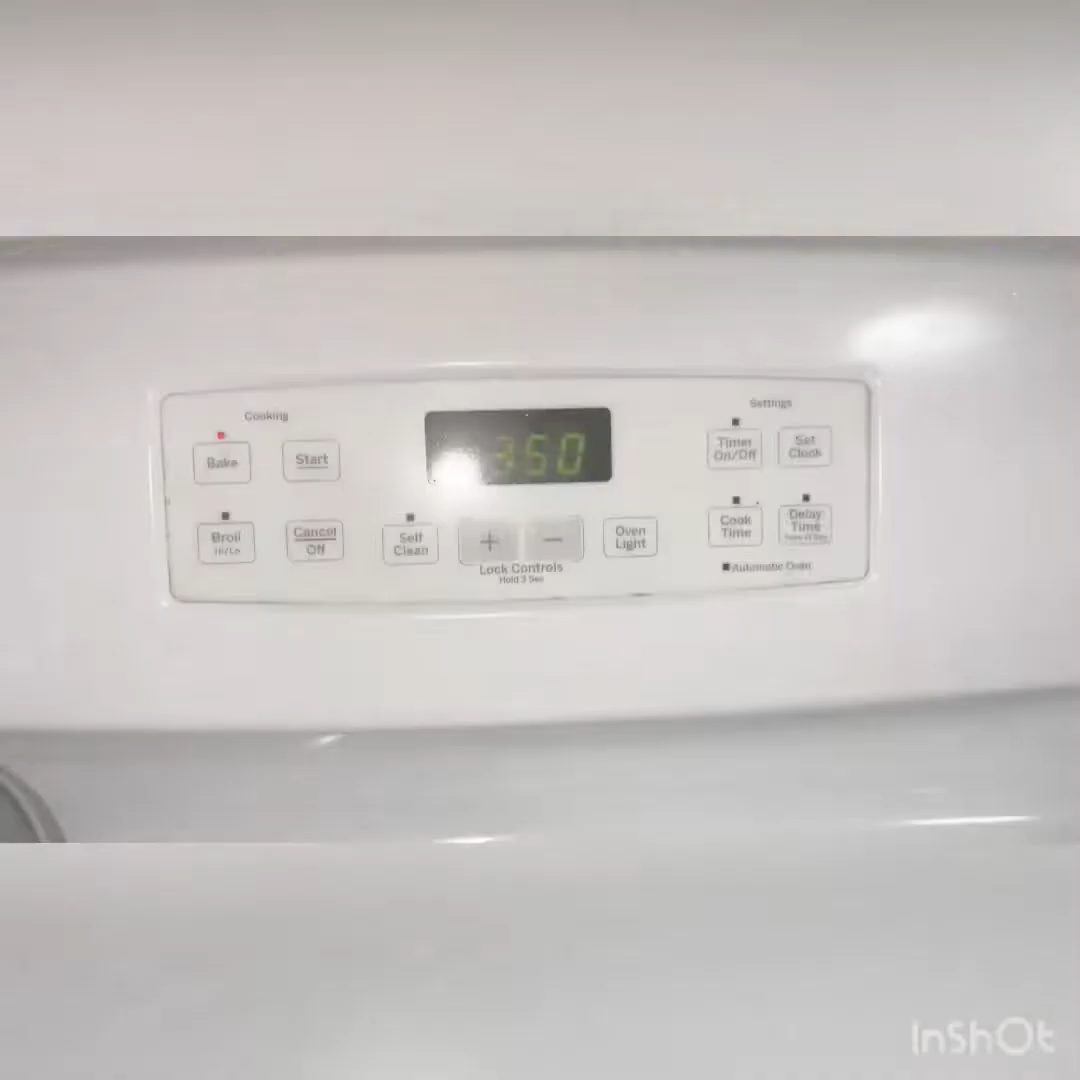 Cooking
Settings
350
Bake
Start
Timer
On/Off
Set
Clock
Broil
Hi/Lo
Cancel
Off
Self
Clean
+
−
Oven
Light
Cook
Time
Delay
Time
Lock Controls
Hold 3 Sec
Automatic Oven
InShOt